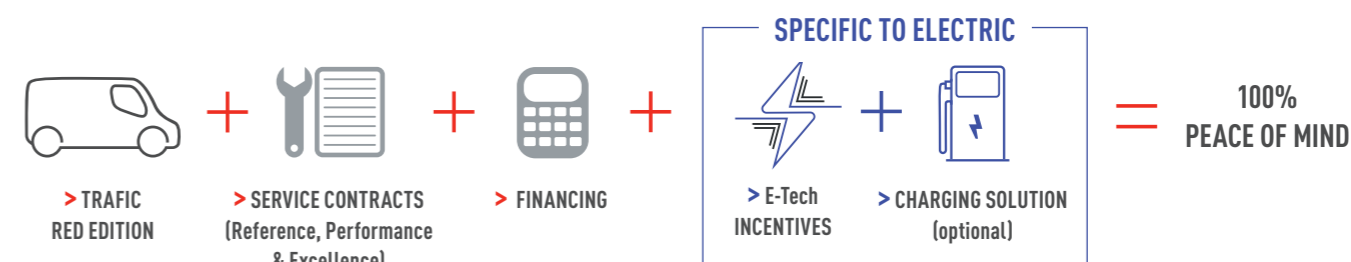 SPECIFIC TO ELECTRIC
> TRAFIC
RED EDITION
> SERVICE CONTRACTS
(Reference, Performance
& Excellence)
> FINANCING
> E-Tech
INCENTIVES
> CHARGING SOLUTION
(optional)
100%
PEACE OF MIND